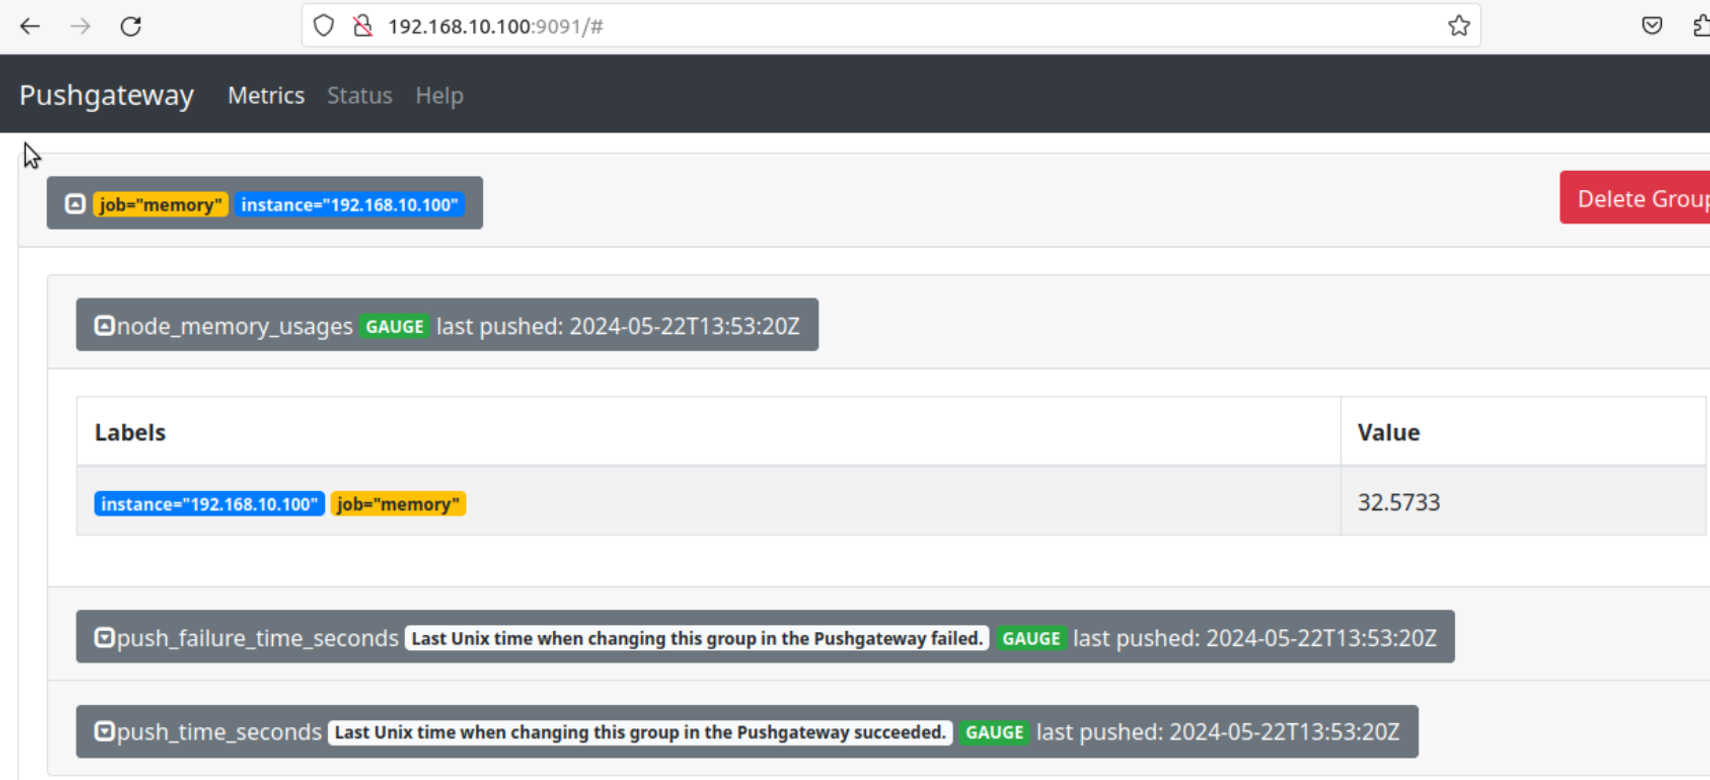 192.168.10.100:9091/#
Pushgateway Metrics Status Help
job="memory" instance="192.168.10.100"
Delete Group
node_memory_usages GAUGE last pushed: 2024-05-22T13:53:20Z
Labels Value
instance="192.168.10.100" job="memory" 32.5733
push_failure_time_seconds Last Unix time when changing this group in the Pushgateway failed. GAUGE last pushed: 2024-05-22T13:53:20Z
push_time_seconds Last Unix time when changing this group in the Pushgateway succeeded. GAUGE last pushed: 2024-05-22T13:53:20Z